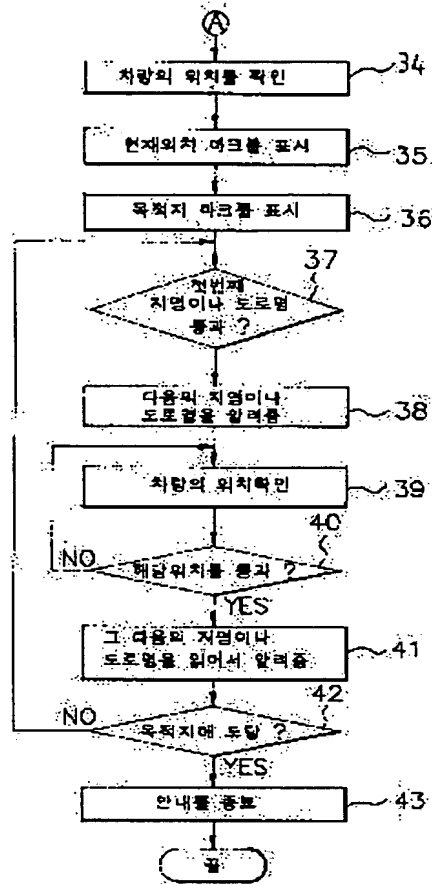 A
차량의 위치를 확인
34
현재위치 마크를 표시
35
목적지 마크를 표시
36
37
첫번째
지명이나 도로명
통과 ?
다음의 지명이나
도로명을 알려줌
38
차량의 위치확인
39
40
해당위치를 통과 ?
NO
YES
그 다음의 지명이나
도로명을 읽어서 알려줌
41
42
목적지에 도달 ?
NO
YES
안내를 종료
43
끝